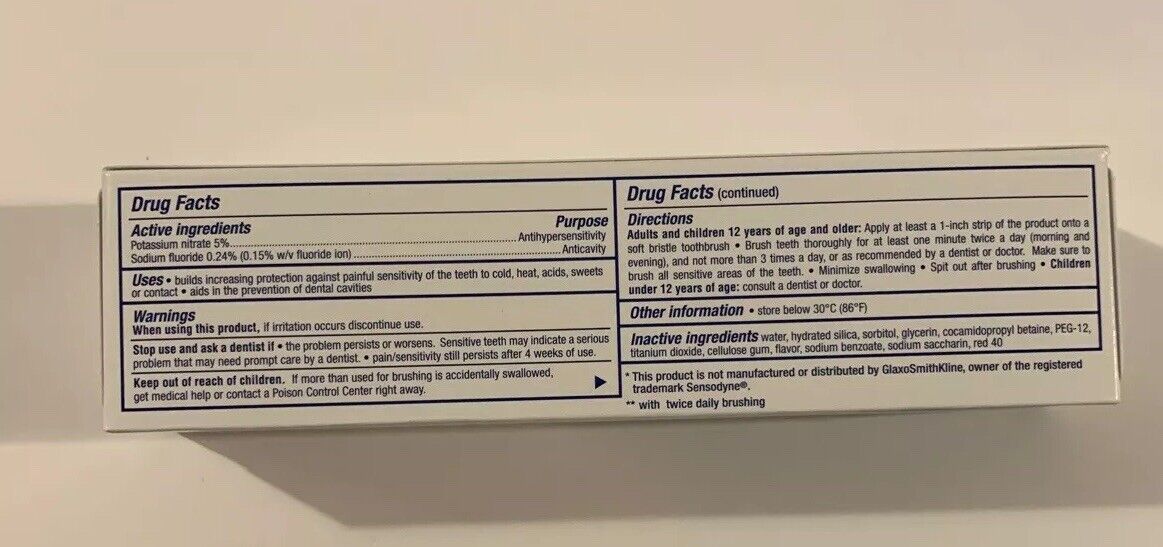 Drug Facts
Active ingredients Purpose
Potassium nitrate 5%........Antihypersensitivity
Sodium fluoride 0.24% (0.15% w/v fluoride ion)........Anticavity
Uses • builds increasing protection against painful sensitivity of the teeth to cold, heat, acids, sweets
or contact • aids in the prevention of dental cavities
Warnings
When using this product, if irritation occurs discontinue use.
Stop use and ask a dentist if • the problem persists or worsens. Sensitive teeth may indicate a serious
problem that may need prompt care by a dentist. • pain/sensitivity still persists after 4 weeks of use.
Keep out of reach of children. If more than used for brushing is accidentally swallowed,
get medical help or contact a Poison Control Center right away.
Drug Facts (continued)
Directions
Adults and children 12 years of age and older: Apply at least a 1-inch strip of the product onto a
soft bristle toothbrush • Brush teeth thoroughly for at least one minute twice a day (morning and
evening), and not more than 3 times a day, or as recommended by a dentist or doctor. Make sure to
brush all sensitive areas of the teeth. • Minimize swallowing • Spit out after brushing • Children
under 12 years of age: consult a dentist or doctor.
Other information • store below 30°C (86°F)
Inactive ingredients water, hydrated silica, sorbitol, glycerin, cocamidopropyl betaine, PEG-12,
titanium dioxide, cellulose gum, flavor, sodium benzoate, sodium saccharin, red 40
* This product is not manufactured or distributed by GlaxoSmithKline, owner of the registered
trademark Sensodyne®.
** with twice daily brushing